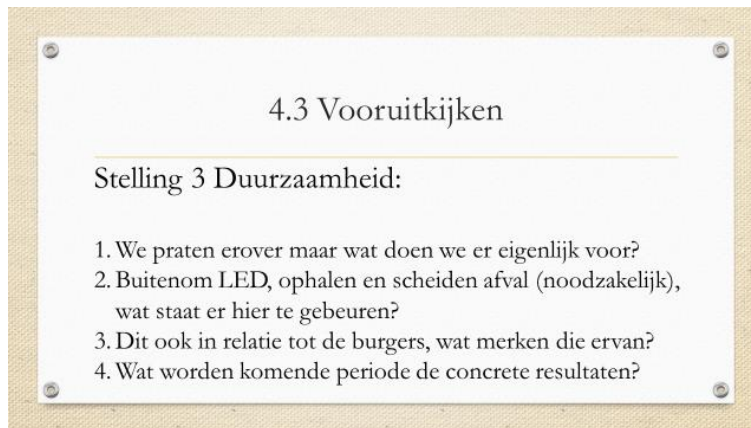 4.3 Vooruitkijken
Stelling 3 Duurzaamheid:
1. We praten erover maar wat doen we er eigenlijk voor?
2. Buitenom LED, ophalen en scheiden afval (noodzakelijk),
wat staat er hier te gebeuren?
3. Dit ook in relatie tot de burgers, wat merken die ervan?
4. Wat worden komende periode de concrete resultaten?